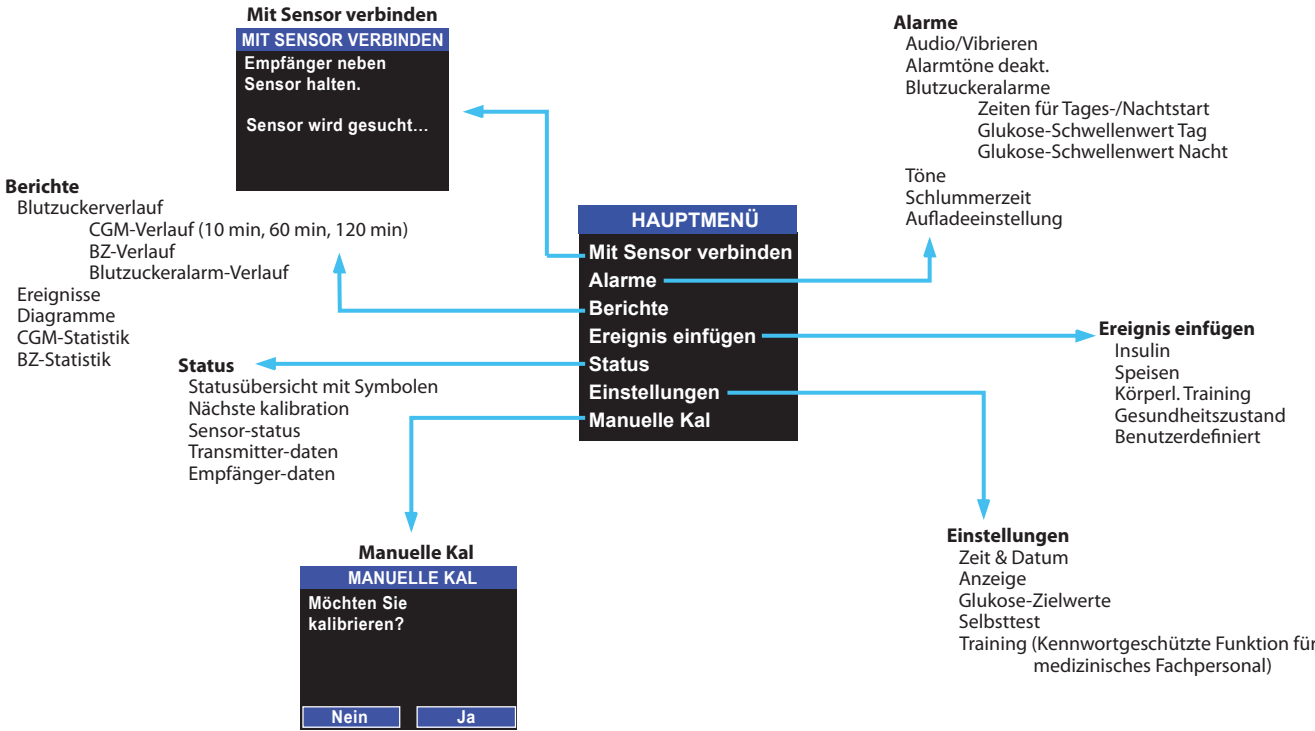 Mit Sensor verbinden
MIT SENSOR VERBINDEN
Empfänger neben
Sensor halten.
Sensor wird gesucht...
Alarme
Audio/Vibrieren
Alarmtöne deakt.
Blutzuckeralarme
Zeiten für Tages-/Nachtstart
Glukose-Schwellenwert Tag
Glukose-Schwellenwert Nacht
Töne
Schlummerzeit
Aufladeeinstellung
Berichte
Blutzuckerverlauf
CGM-Verlauf (10 min, 60 min, 120 min)
BZ-Verlauf
Blutzuckeralarm-Verlauf
Ereignisse
Diagramme
CGM-Statistik
BZ-Statistik
HAUPTMENÜ
Mit Sensor verbinden
Alarme
Berichte
Ereignis einfügen
Status
Einstellungen
Manuelle Kal
Ereignis einfügen
Insulin
Speisen
Körperl. Training
Gesundheitszustand
Benutzerdefiniert
Status
Statusübersicht mit Symbolen
Nächste kalibration
Sensor-status
Transmitter-daten
Empfänger-daten
Manuelle Kal
MANUELLE KAL
Möchten Sie
kalibrieren?
Nein Ja
Einstellungen
Zeit & Datum
Anzeige
Glukose-Zielwerte
Selbsttest
Training (Kennwortgeschützte Funktion für
medizinisches Fachpersonal)